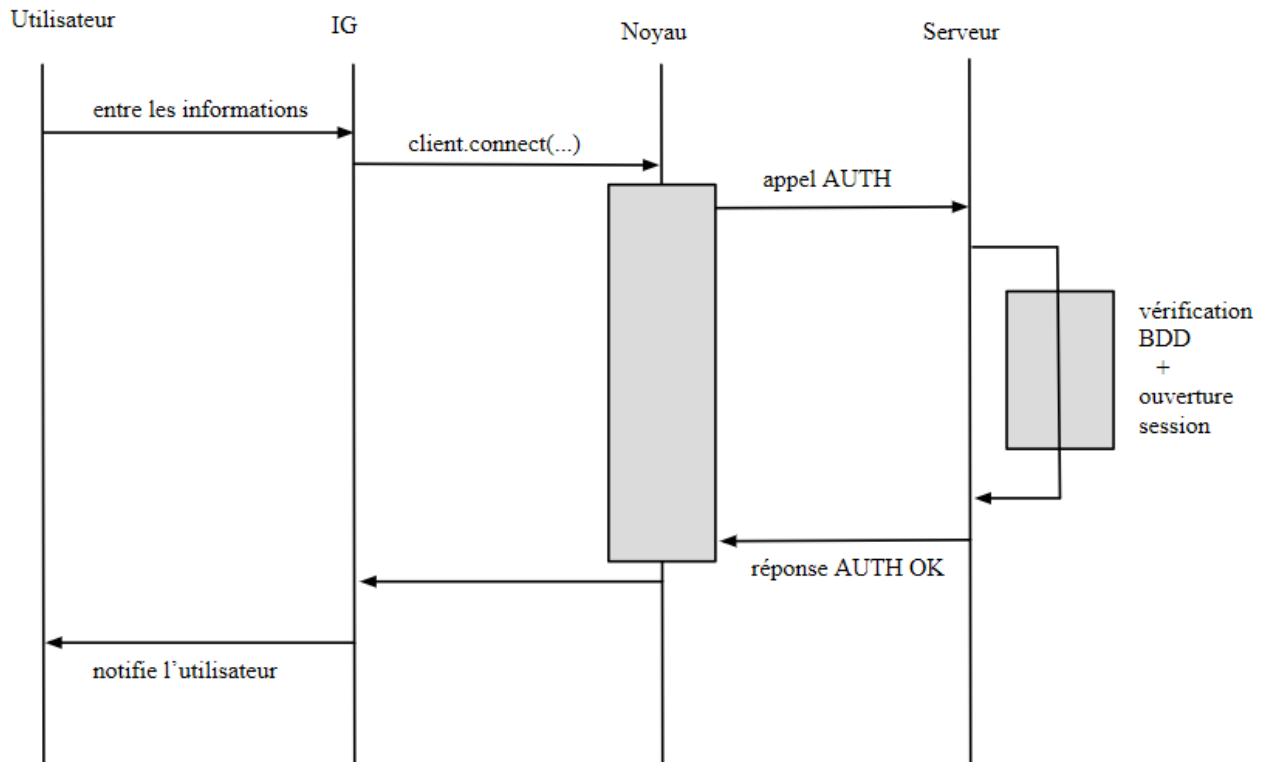 Utilisateur
IG
Noyau
Serveur
entre les informations
client.connect(...)
appel AUTH
vérification
BDD
+
ouverture
session
réponse AUTH OK
notifie l'utilisateur